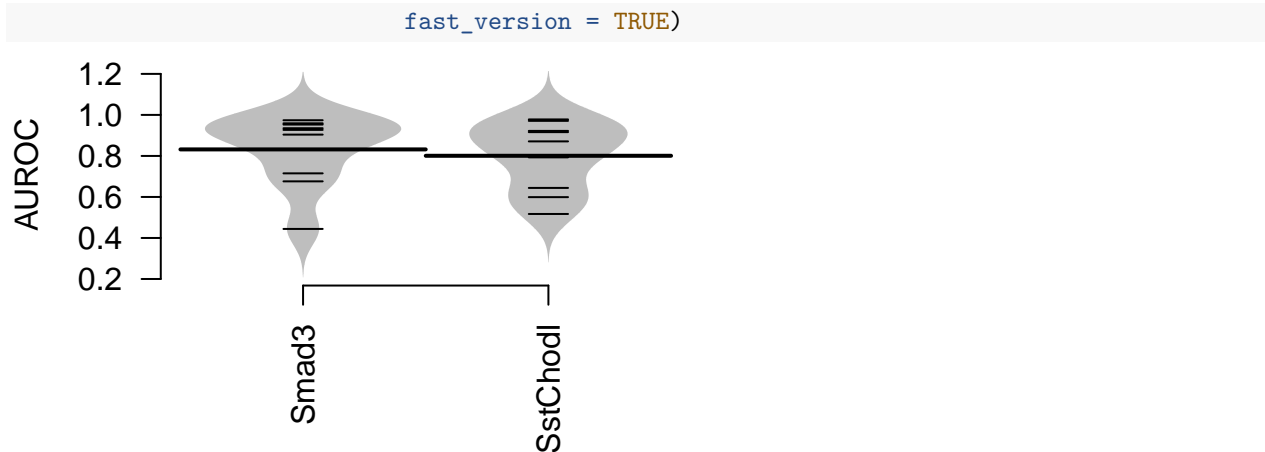 fast_version = TRUE)
1.2
1.0
0.8
0.6
0.4
0.2
AUROC
Smad3
SstChodl